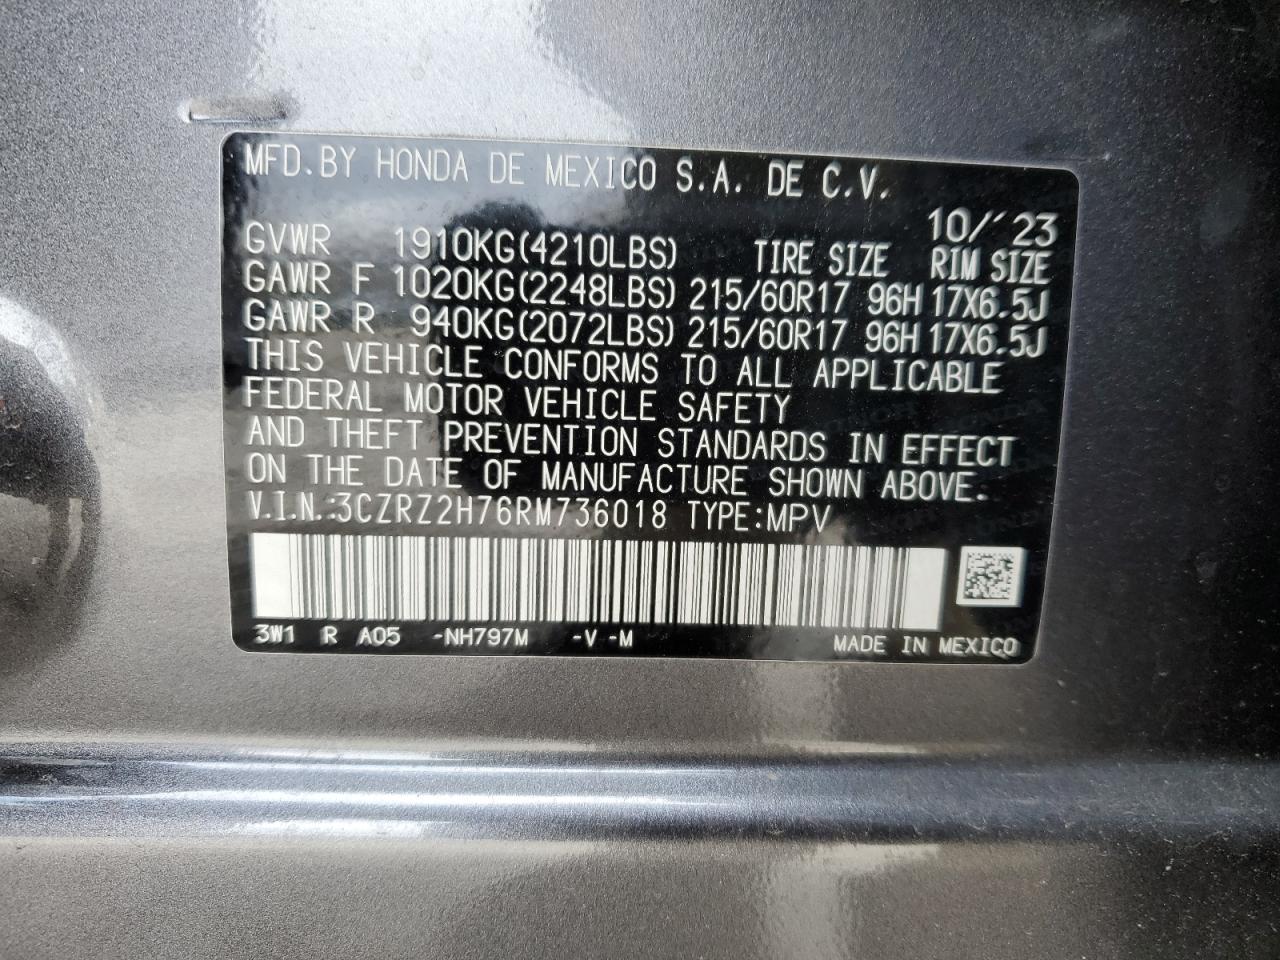 MFD.BY HONDA DE MEXICO S.A. DE C.V.
10/´23
GVWR 1910KG(4210LBS) TIRE SIZE RIM SIZE
GAWR F 1020KG(2248LBS) 215/60R17 96H 17X6.5J
GAWR R 940KG(2072LBS) 215/60R17 96H 17X6.5J
THIS VEHICLE CONFORMS TO ALL APPLICABLE
FEDERAL MOTOR VEHICLE SAFETY
AND THEFT PREVENTION STANDARDS IN EFFECT
ON THE DATE OF MANUFACTURE SHOWN ABOVE.
V.I.N.:3CZRZ2H76RM736018 TYPE:MPV
3W1 R A05 -NH797M -V -M MADE IN MEXICO